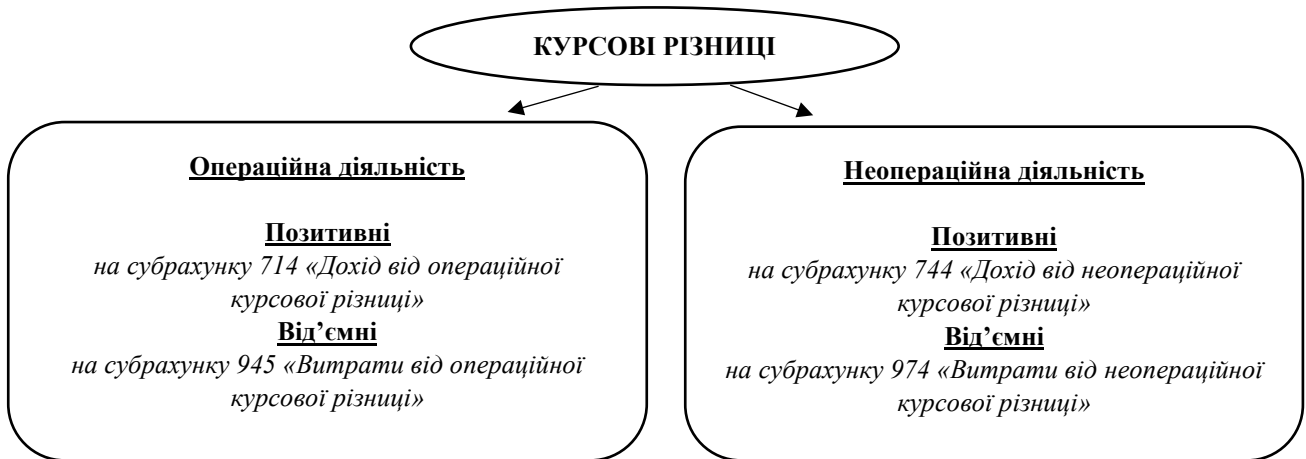 КУРСОВІ РІЗНИЦІ
Операційна діяльність
Позитивні
на субрахунку 714 «Дохід від операційної
курсової різниці»
Від’ємні
на субрахунку 945 «Витрати від операційної
курсової різниці»
Неопераційна діяльність
Позитивні
на субрахунку 744 «Дохід від неопераційної
курсової різниці»
Від’ємні
на субрахунку 974 «Витрати від неопераційної
курсової різниці»